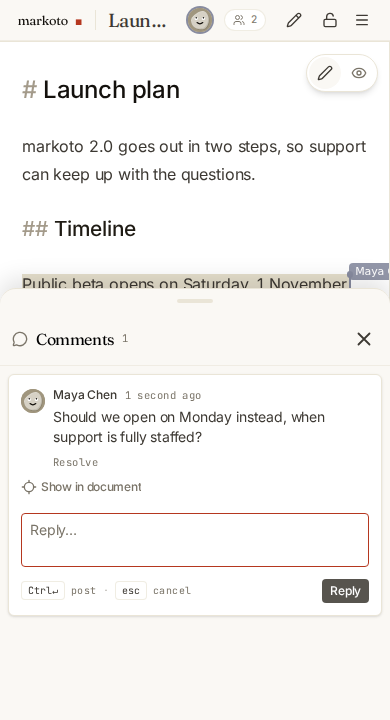 markoto
Laun...
2
# Launch plan
markoto 2.0 goes out in two steps, so support
can keep up with the questions.
## Timeline
Maya
Public beta opens on Saturday, 1 November
Comments 1
Maya Chen 1 second ago
Should we open on Monday instead, when
support is fully staffed?
Resolve
Show in document
Reply...
Ctrl↵ post · esc cancel
Reply